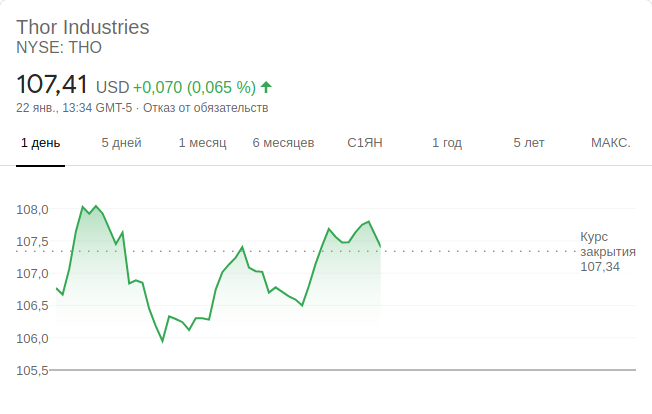 Thor Industries
NYSE: THO
107,41 USD +0,070 (0,065 %)
22 янв., 13:34 GMT-5 · Отказ от обязательств
1 день 5 дней 1 месяц 6 месяцев С1ЯН 1 год 5 лет МАКС.
108,0
107,5
107,0
106,5
106,0
105,5
Курс
закрытия
107,34